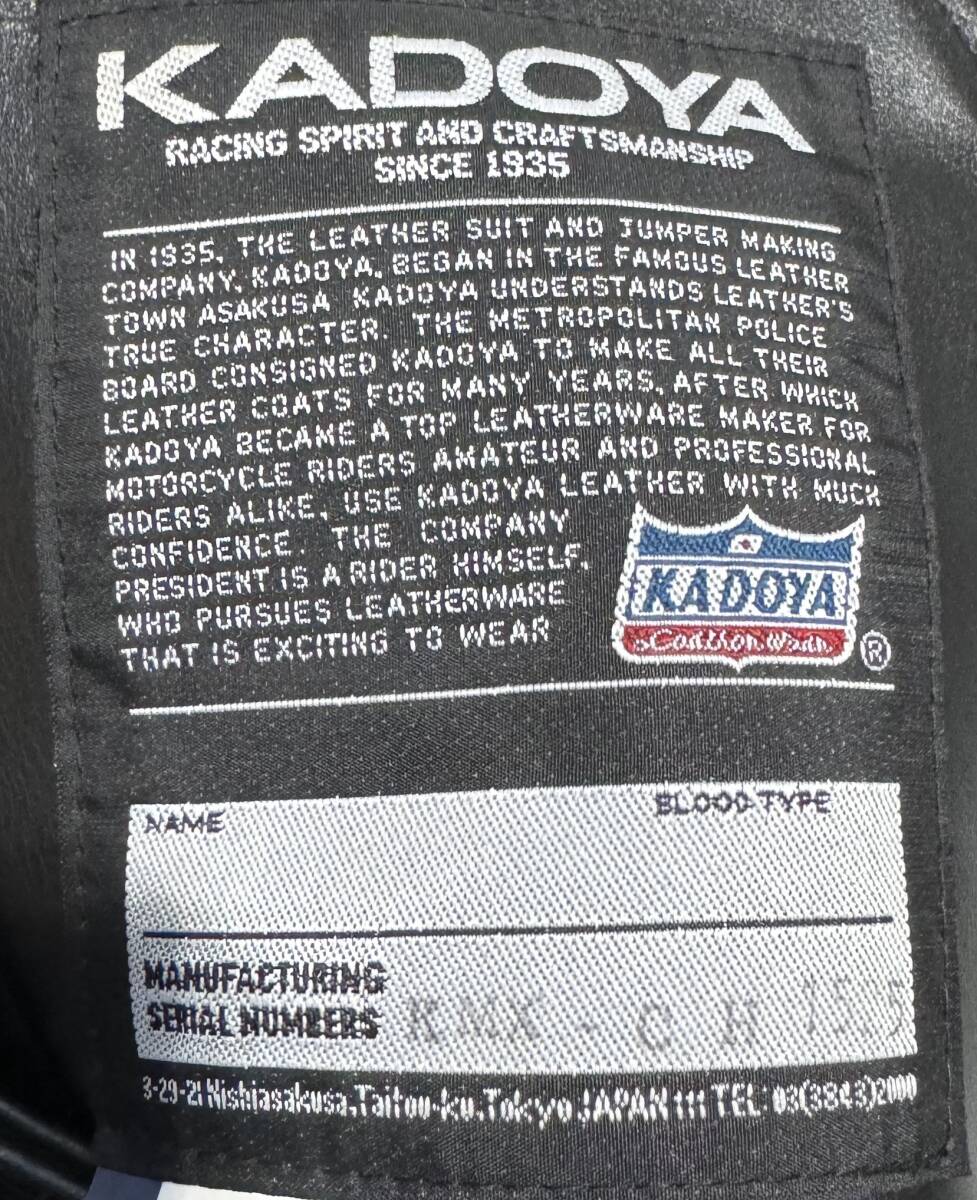 KADOYA
RACING SPIRIT AND CRAFTSMANSHIP
SINCE 1935
IN 1935, THE LEATHER SUIT AND JUMPER MAKING
COMPANY, KADOYA, BEGAN IN THE FAMOUS LEATHER
TOWN ASAKUSA KADOYA UNDERSTANDS LEATHER'S
TRUE CHARACTER. THE METROPOLITAN POLICE
BOARD CONSIGNED KADOYA TO MAKE ALL THEIR
LEATHER COATS FOR MANY YEARS, AFTER WHICH
KADOYA BECAME A TOP LEATHERWARE MAKER FOR
MOTORCYCLE RIDERS AMATEUR AND PROFESSIONAL
RIDERS ALIKE, USE KADOYA LEATHER WITH MUCH
CONFIDENCE. THE COMPANY
PRESIDENT IS A RIDER HIMSELF,
WHO PURSUES LEATHERWARE
THAT IS EXCITING TO WEAR
KADOYA
®
NAME BLOOD TYPE
MANUFACTURING
SERIAL NUMBERS KMK - C H
3-29-21 Nishiasakusa, Taitou-ku, Tokyo JAPAN 111 TEL 03(3843)2000